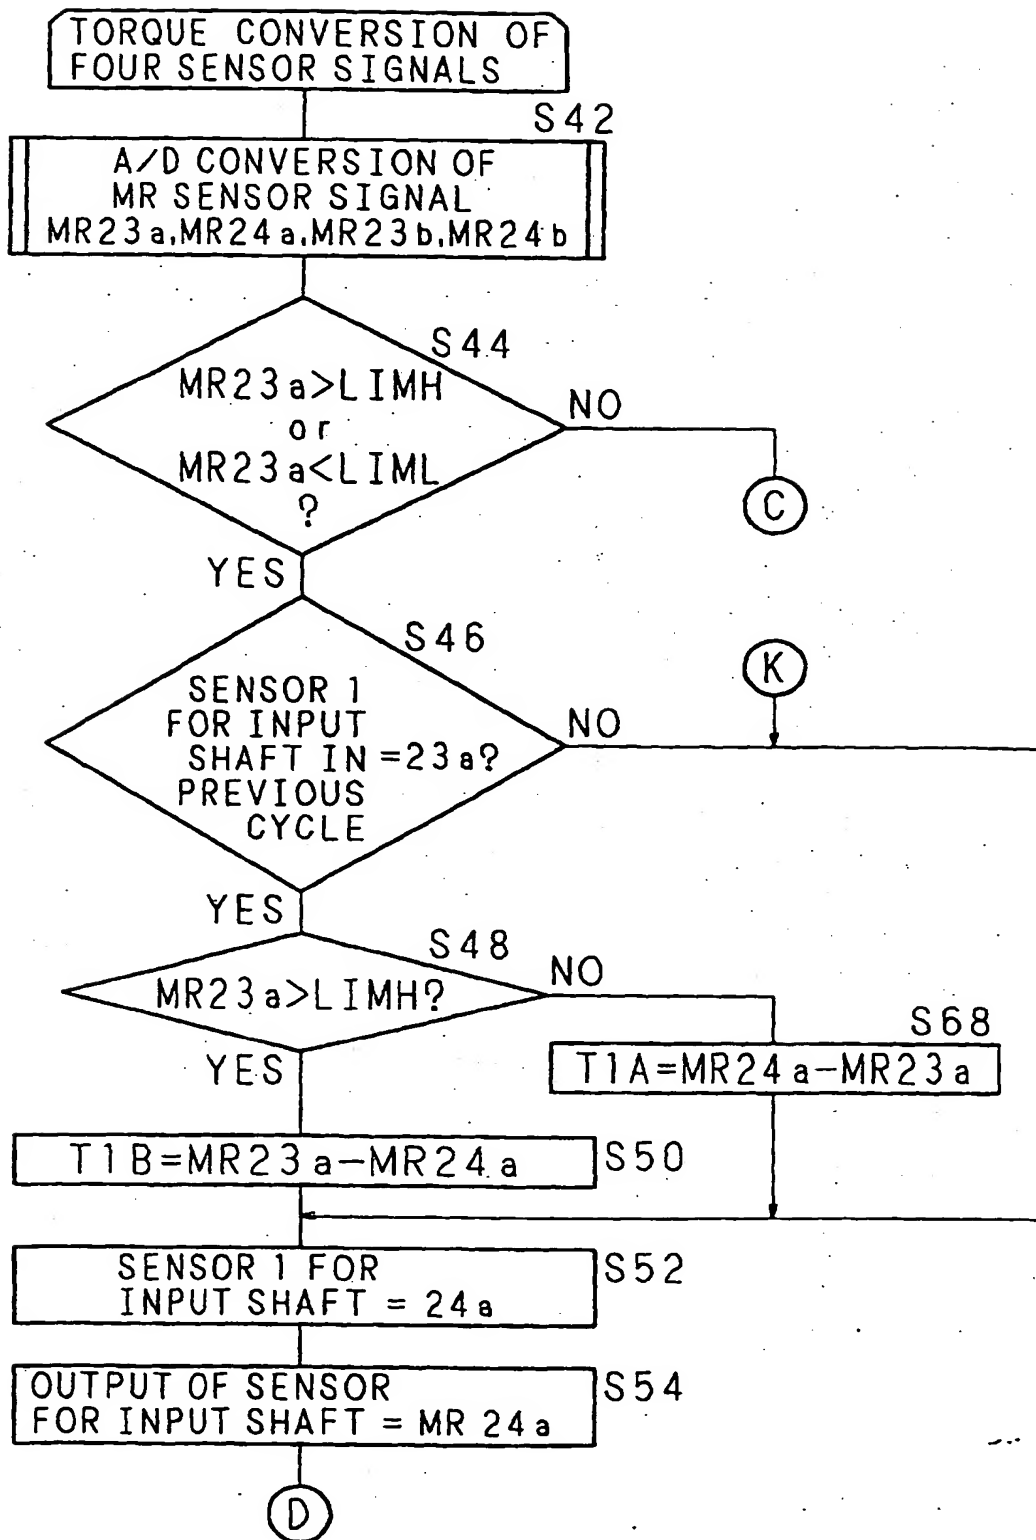 TORQUE CONVERSION OF
FOUR SENSOR SIGNALS
S42
A/D CONVERSION OF
MR SENSOR SIGNAL
MR23a,MR24a,MR23b,MR24b
S44
MR23a>LIMH
or
MR23a<LIML
?
NO
C
YES
S46
K
SENSOR 1
FOR INPUT
SHAFT IN =23a?
PREVIOUS
CYCLE
NO
YES
S48
MR23a>LIMH?
NO
S68
YES
T1A=MR24a-MR23a
T1B=MR23a-MR24a
S50
SENSOR 1 FOR
INPUT SHAFT = 24a
S52
OUTPUT OF SENSOR
FOR INPUT SHAFT = MR 24a
S54
D